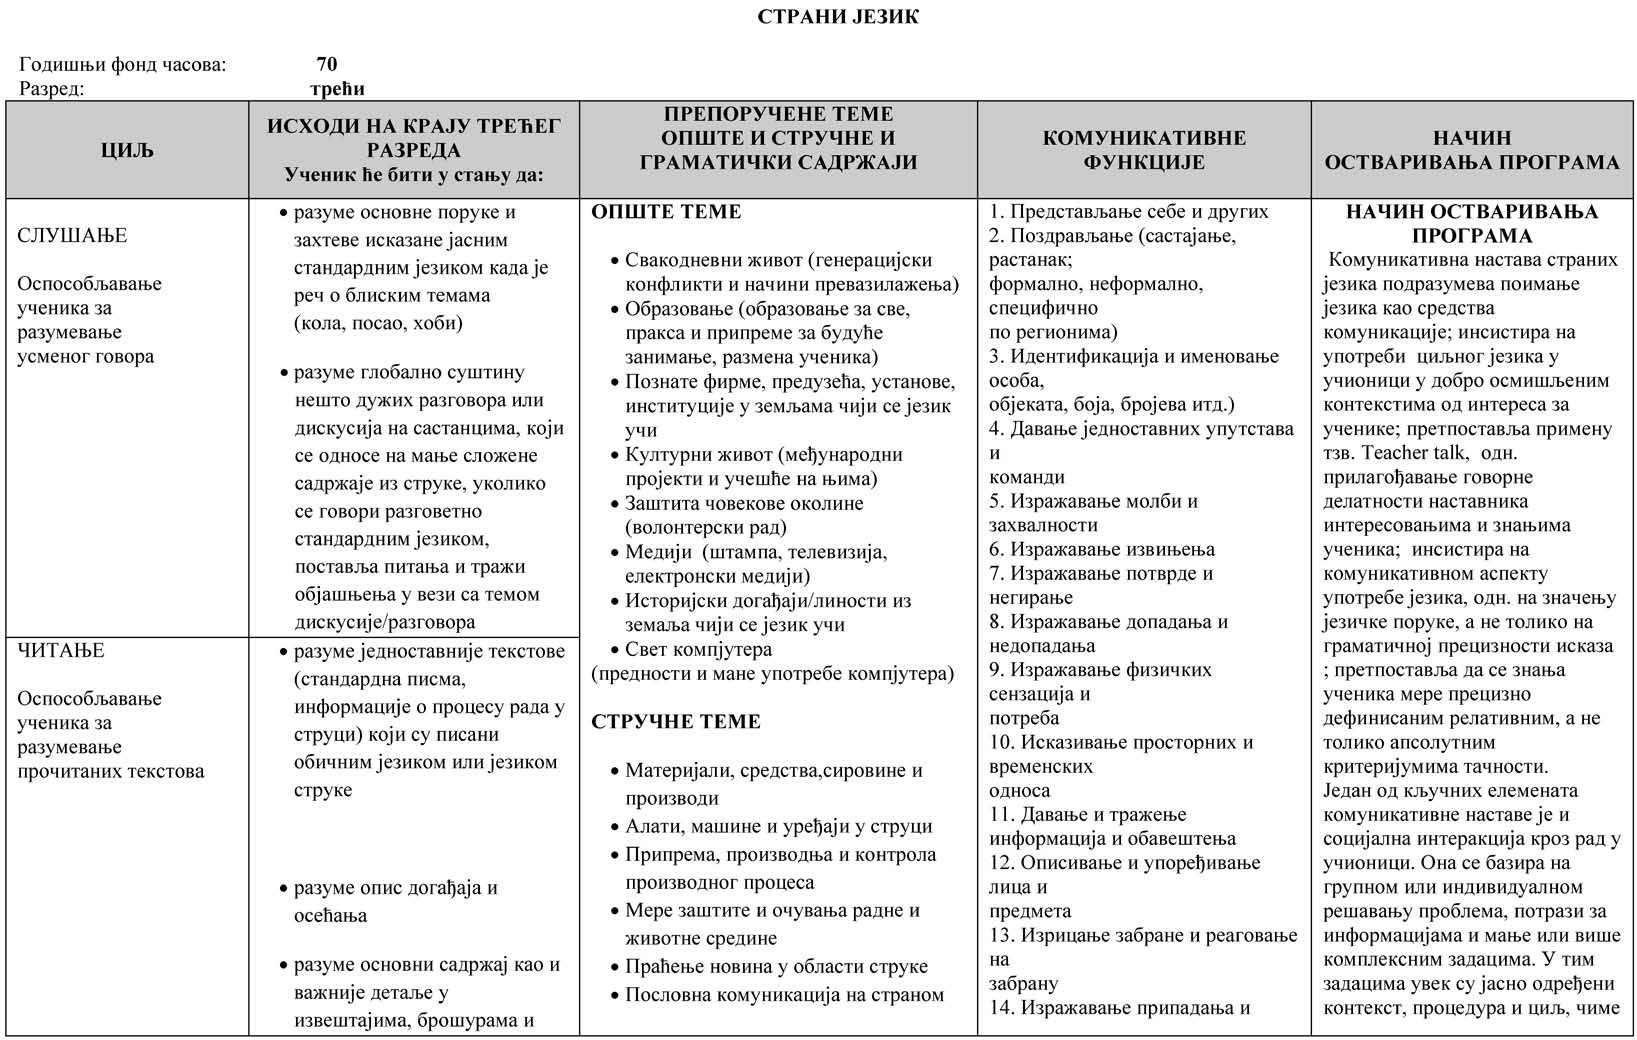 СТРАНИ ЈЕЗИК
Годишњи фонд часова: 70
Разред: трећи
ЦИЉ
ИСХОДИ НА КРАЈУ ТРЕЋЕГ
РАЗРЕДА
Ученик ће бити у стању да:
ПРЕПОРУЧЕНЕ ТЕМЕ
ОПШТЕ И СТРУЧНЕ И
ГРАМАТИЧКИ САДРЖАЈИ
КОМУНИКАТИВНЕ
ФУНКЦИЈЕ
НАЧИН
ОСТВАРИВАЊА ПРОГРАМА
СЛУШАЊЕ
Оспособљавање
ученика за
разумевање
усменог говора
• разуме основне поруке и
захтеве исказане јасним
стандардним језиком када је
реч о блиским темама
(кола, посао, хоби)
• разуме глобално суштину
нешто дужих разговора или
дискусија на састанцима, који
се односе на мање сложене
садржаје из струке, уколико
се говори разговетно
стандардним језиком,
поставља питања и тражи
објашњења у вези са темом
дискусије/разговора
ЧИТАЊЕ
Оспособљавање
ученика за
разумевање
прочитаних текстова
• разуме једноставније текстове
(стандардна писма,
информације о процесу рада у
струци) који су писани
обичним језиком или језиком
струке
• разуме опис догађаја и
осећања
• разуме основни садржај као и
важније детаље у
извештајима, брошурама и
ОПШТЕ ТЕМЕ
• Свакодневни живот (генерацијски
конфликти и начини превазилажења)
• Образовање (образовање за све,
пракса и припреме за будуће
занимање, размена ученика)
• Познате фирме, предузећа, установе,
институције у земљама чији се језик
учи
• Културни живот (међународни
пројекти и учешће на њима)
• Заштита човекове околине
(волонтерски рад)
• Медији (штампа, телевизија,
електронски медији)
• Историјски догађаји/линости из
земаља чији се језик учи
• Свет компјутера
(предности и мане употребе компјутера)
СТРУЧНЕ ТЕМЕ
• Материјали, средства,сировине и
производи
• Алати, машине и уређаји у струци
• Припрема, производња и контрола
производног процеса
• Мере заштите и очувања радне и
животне средине
• Праћење новина у области струке
• Пословна комуникација на страном
1. Представљање себе и других
2. Поздрављање (састајање,
растанак;
формално, неформално,
специфично
по регионима)
3. Идентификација и именовање
особа,
објеката, боја, бројева итд.)
4. Давање једноставних упутстава
и
команди
5. Изражавање молби и
захвалности
6. Изражавање извињења
7. Изражавање потврде и
негирање
8. Изражавање допадања и
недопадања
9. Изражавање физичких
сензација и
потреба
10. Исказивање просторних и
временских
односа
11. Давање и тражење
информација и обавештења
12. Описивање и упоређивање
лица и
предмета
13. Изрицање забране и реаговање
на
забрану
14. Изражавање припадања и
НАЧИН ОСТВАРИВАЊА
ПРОГРАМА
Комуникативна настава страних
језика подразумева поимање
језика као средства
комуникације; инсистира на
употреби циљног језика у
учионици у добро осмишљеним
контекстима од интереса за
ученике; претпоставља примену
тзв. Teacher talk, одн.
прилагођавање говорне
делатности наставника
интересовањима и знањима
ученика; инсистира на
комуникативном аспекту
употребе језика, одн. на значењу
језичке поруке, а не толико на
граматичкој прецизности исказа
; претпоставља да се знања
ученика мере прецизно
дефинисаним релативним, а не
толико апсолутним
критеријумима тачности.
Један од кључних елемената
комуникативне наставе је и
социјална интеракција кроз рад у
учионици. Она се базира на
групном или индивидуалном
решавању проблема, потрази за
информацијама и мање или више
комплексним задацима. У тим
задацима увек су јасно одређени
контекст, процедура и циљ, чиме